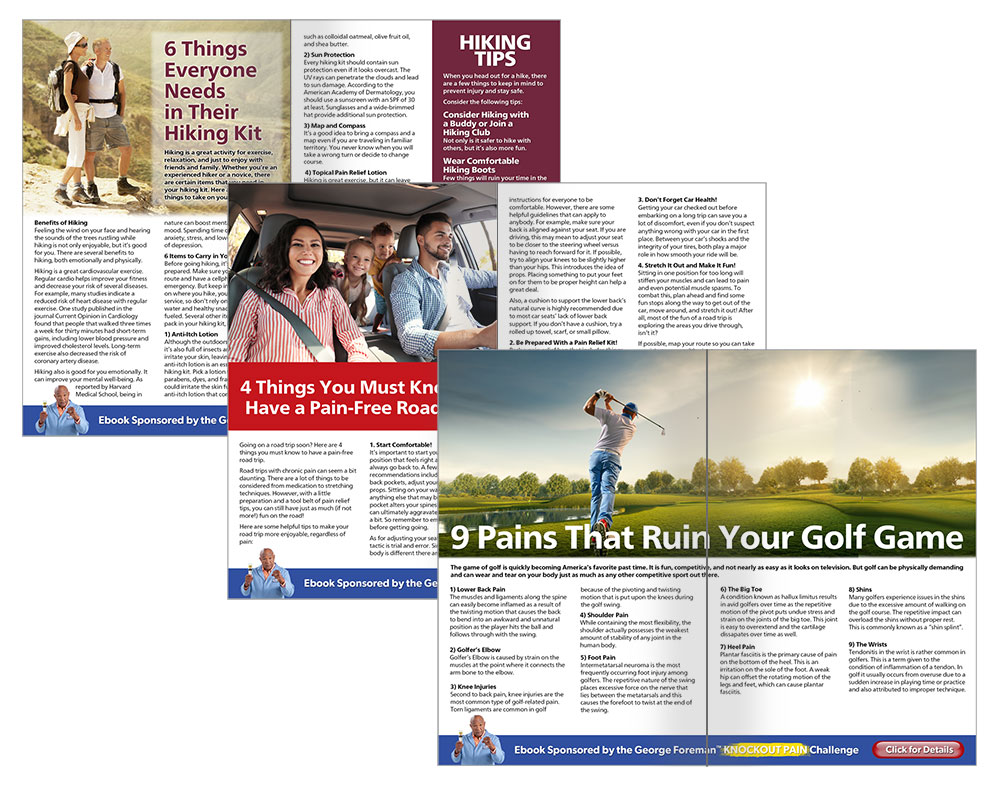 6 Things
Everyone
Needs
in Their
Hiking Kit
Hiking is a great activity for exercise,
relaxation, and just to enjoy with
friends and family. Whether you're an
experienced hiker or a novice, there
are certain items that you need in
your hiking kit. Here
things to take on you
Benefits of Hiking
Feeling the wind on your face and hearing
the sounds of the trees rustling while
hiking is not only enjoyable, but it's good
for you. There are several benefits to
hiking, both emotionally and physically.
Hiking is a great cardiovascular exercise.
Regular cardio helps improve your fitness
and decrease your risk of several diseases.
For example, many studies indicate a
reduced risk of heart disease with regular
exercise. One study published in the
journal Current Opinion in Cardiology
found that people that walked three times
a week for thirty minutes had short-term
gains, including lower blood pressure and
improved cholesterol levels. Long-term
exercise also decreased the risk of
coronary artery disease.
Hiking also is good for you emotionally. It
can improve your mental well-being. As
reported by Harvard
Medical School, being in
nature can boost ment
mood. Spending time
anxiety, stress, and low
of depression.
6 Items to Carry in Yo
Before going hiking, it'
prepared. Make sure yo
route and have a cellph
emergency. But keep i
on where you hike, you
service, so don't rely on
water and healthy snac
fueled. Several other it
pack in your hiking kit,
1) Anti-Itch Lotion
Although the outdoor
it's also full of insects a
irritate your skin, leavin
anti-itch lotion is an ess
hiking kit. Pick a lotion
parabens, dyes, and fra
could irritate the skin fu
anti-itch lotion that con
such as colloidal oatmeal, olive fruit oil,
and shea butter.
2) Sun Protection
Every hiking kit should contain sun
protection even if it looks overcast. The
UV rays can penetrate the clouds and lead
to sun damage. According to the
American Academy of Dermatology, you
should use a sunscreen with an SPF of 30
at least. Sunglasses and a wide-brimmed
hat provide additional sun protection.
3) Map and Compass
It's a good idea to bring a compass and a
map even if you are traveling in familiar
territory. You never know when you will
take a wrong turn or decide to change
course.
4) Topical Pain Relief Lotion
Hiking is great exercise, but it can leave
HIKING
TIPS
When you head out for a hike, there
are a few things to keep in mind to
prevent injury and stay safe.
Consider the following tips:
Consider Hiking with
a Buddy or Join a
Hiking Club
Not only is it safer to hike with
others, but it's also more fun.
Wear Comfortable
Hiking Boots
Few things will ruin your time in the
Ebook Sponsored by the G
4 Things You Must Kn
Have a Pain-Free Road
Going on a road trip soon? Here are 4
things you must know to have a pain-free
road trip.
Road trips with chronic pain can seem a bit
daunting. There are a lot of things to be
considered from medication to stretching
techniques. However, with a little
preparation and a tool belt of pain relief
tips, you can still have just as much (if not
more!) fun on the road!
Here are some helpful tips to make your
road trip more enjoyable, regardless of
pain:
1. Start Comfortable!
It's important to start you
position that feels right a
always go back to. A few
recommendations includ
back pockets, adjust your
props. Sitting on your wa
anything else that may b
pocket alters your spines
can ultimately aggravate
a bit. So remember to em
before getting going.
As for adjusting your sea
tactic is trial and error. Si
body is different there a
instructions for everyone to be
comfortable. However, there are some
helpful guidelines that can apply to
anybody. For example, make sure your
back is aligned against your seat. If you are
driving, this may mean to adjust your seat
to be closer to the steering wheel versus
having to reach forward for it. If possible,
try to align your knees to be slightly higher
than your hips. This introduces the idea of
props. Placing something to put your feet
on for them to be proper height can help a
great deal.
Also, a cushion to support the lower back's
natural curve is highly recommended due
to most car seats' lack of lower back
support. If you don't have a cushion, try a
rolled up towel, scarf, or small pillow.
2. Be Prepared With a Pain Relief Kit!
3. Don't Forget Car Health!
Getting your car checked out before
embarking on a long trip can save you a
lot of discomfort, even if you don't suspect
anything wrong with your car in the first
place. Between your car's shocks and the
integrity of your tires, both play a major
role in how smooth your ride will be.
4. Stretch It Out and Make It Fun!
Sitting in one position for too long will
stiffen your muscles and can lead to pain
and even potential muscle spasms. To
combat this, plan ahead and find some
fun stops along the way to get out of the
car, move around, and stretch it out! After
all, most of the fun of a road trip is
exploring the areas you drive through,
isn't it?
If possible, map your route so you can take
Ebook Sponsored by the Ge
9 Pains That Ruin Your Golf Game
The game of golf is quickly becoming America's favorite past time. It is fun, competitive, and not nearly as easy as it looks on television. But golf can be physically demanding
and can wear and tear on your body just as much as any other competitive sport out there.
1) Lower Back Pain
The muscles and ligaments along the spine
can easily become inflamed as a result of
the twisting motion that causes the back
to bend into an awkward and unnatural
position as the player hits the ball and
follows through with the swing.
2) Golfer's Elbow
Golfer's Elbow is caused by strain on the
muscles at the point where it connects the
arm bone to the elbow.
3) Knee Injuries
Second to back pain, knee injuries are the
most common type of golf-related pain.
Torn ligaments are common in golf
because of the pivoting and twisting
motion that is put upon the knees during
the golf swing.
4) Shoulder Pain
While containing the most flexibility, the
shoulder actually possesses the weakest
amount of stability of any joint in the
human body.
5) Foot Pain
Intermetatarsal neuroma is the most
frequently occurring foot injury among
golfers. The repetitive nature of the swing
places excessive force on the nerve that
lies between the metatarsals and this
causes the forefoot to twist at the end of
the swing.
6) The Big Toe
A condition known as hallux limitus results
in avid golfers over time as the repetitive
motion of the pivot puts undue stress and
strain on the joints of the big toe. This joint
is easy to overextend and the cartilage
dissapates over time as well.
7) Heel Pain
Plantar fasciitis is the primary cause of pain
on the bottom of the heel. This is an
irritation on the sole of the foot. A weak
hip can offset the rotating motion of the
legs and feet, which can cause plantar
fasciitis.
8) Shins
Many golfers experience issues in the shins
due to the excessive amount of walking on
the golf course. The repetitive impact can
overload the shins without proper rest.
This is commonly known as a "shin splint".
9) The Wrists
Tendonitis in the wrist is rather common in
golfers. This is a term given to the
condition of inflammation of a tendon. In
golf it usually occurs from overuse due to a
sudden increase in playing time or practice
and also attributed to improper technique.
Ebook Sponsored by the George Foreman™ KNOCKOUT PAIN Challenge
Click for Details